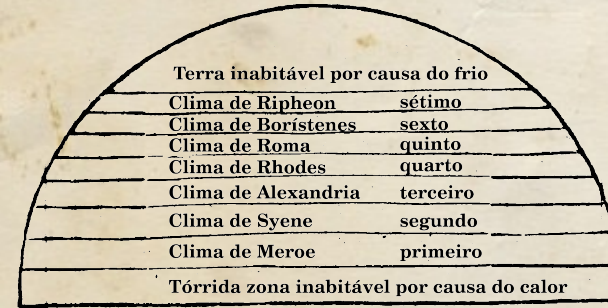 Terra inabitável por causa do frio
Clima de Ripheon sétimo
Clima de Borístenes sexto
Clima de Roma quinto
Clima de Rhodes quarto
Clima de Alexandria terceiro
Clima de Syene segundo
Clima de Meroe primeiro
Tórrida zona inabitável por causa do calor